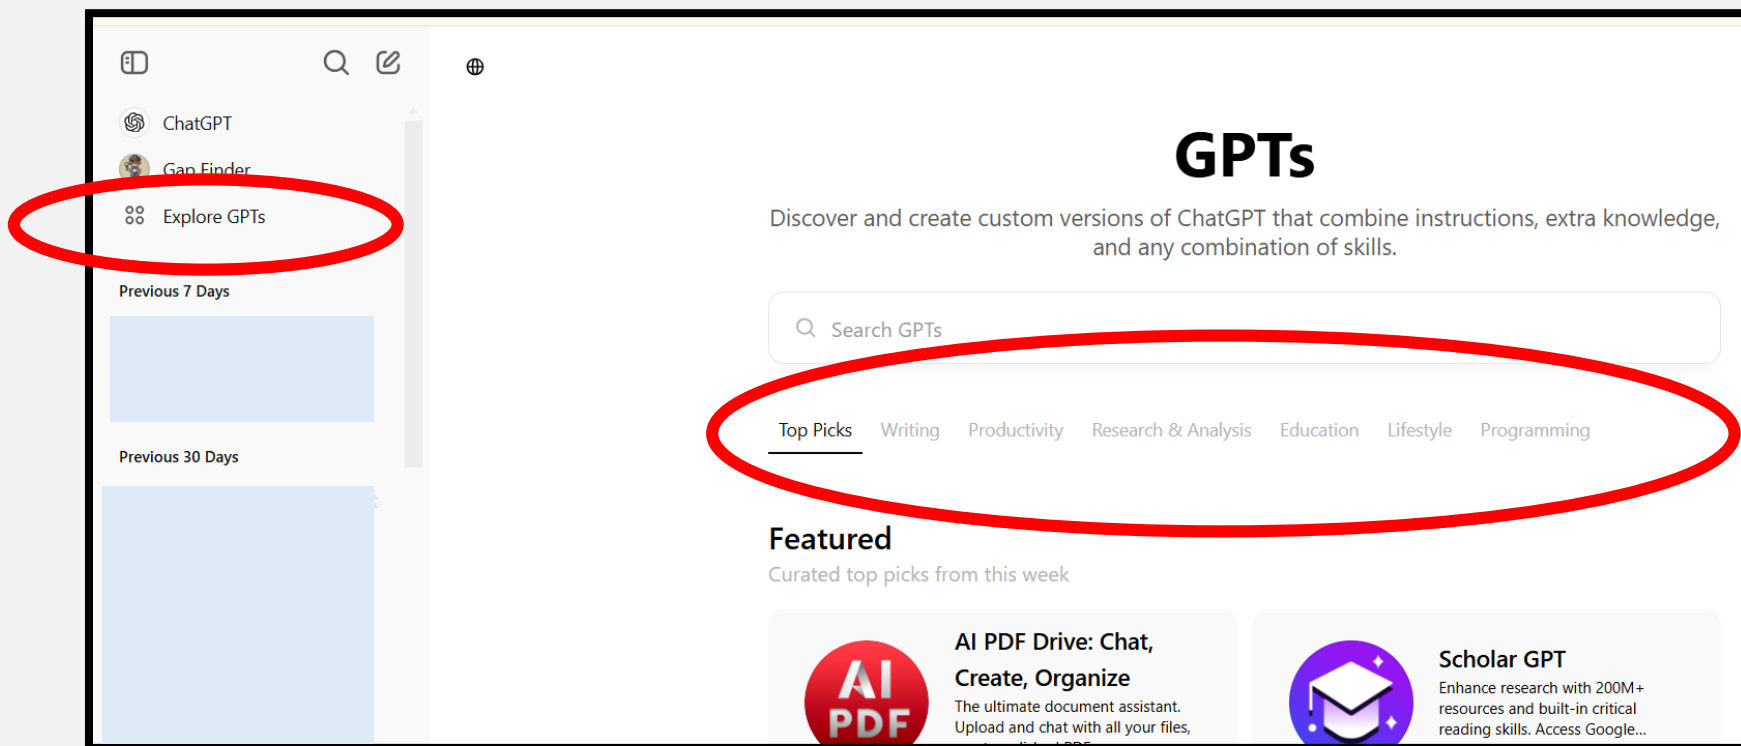 ChatGPT
Gap Finder
Explore GPTs
Previous 7 Days
Previous 30 Days
GPTs
Discover and create custom versions of ChatGPT that combine instructions, extra knowledge,
and any combination of skills.
Search GPTs
Top Picks Writing Productivity Research & Analysis Education Lifestyle Programming
Featured
Curated top picks from this week
AI
PDF
AI PDF Drive: Chat,
Create, Organize
The ultimate document assistant.
Upload and chat with all your files,
Scholar GPT
Enhance research with 200M+
resources and built-in critical
reading skills. Access Google...